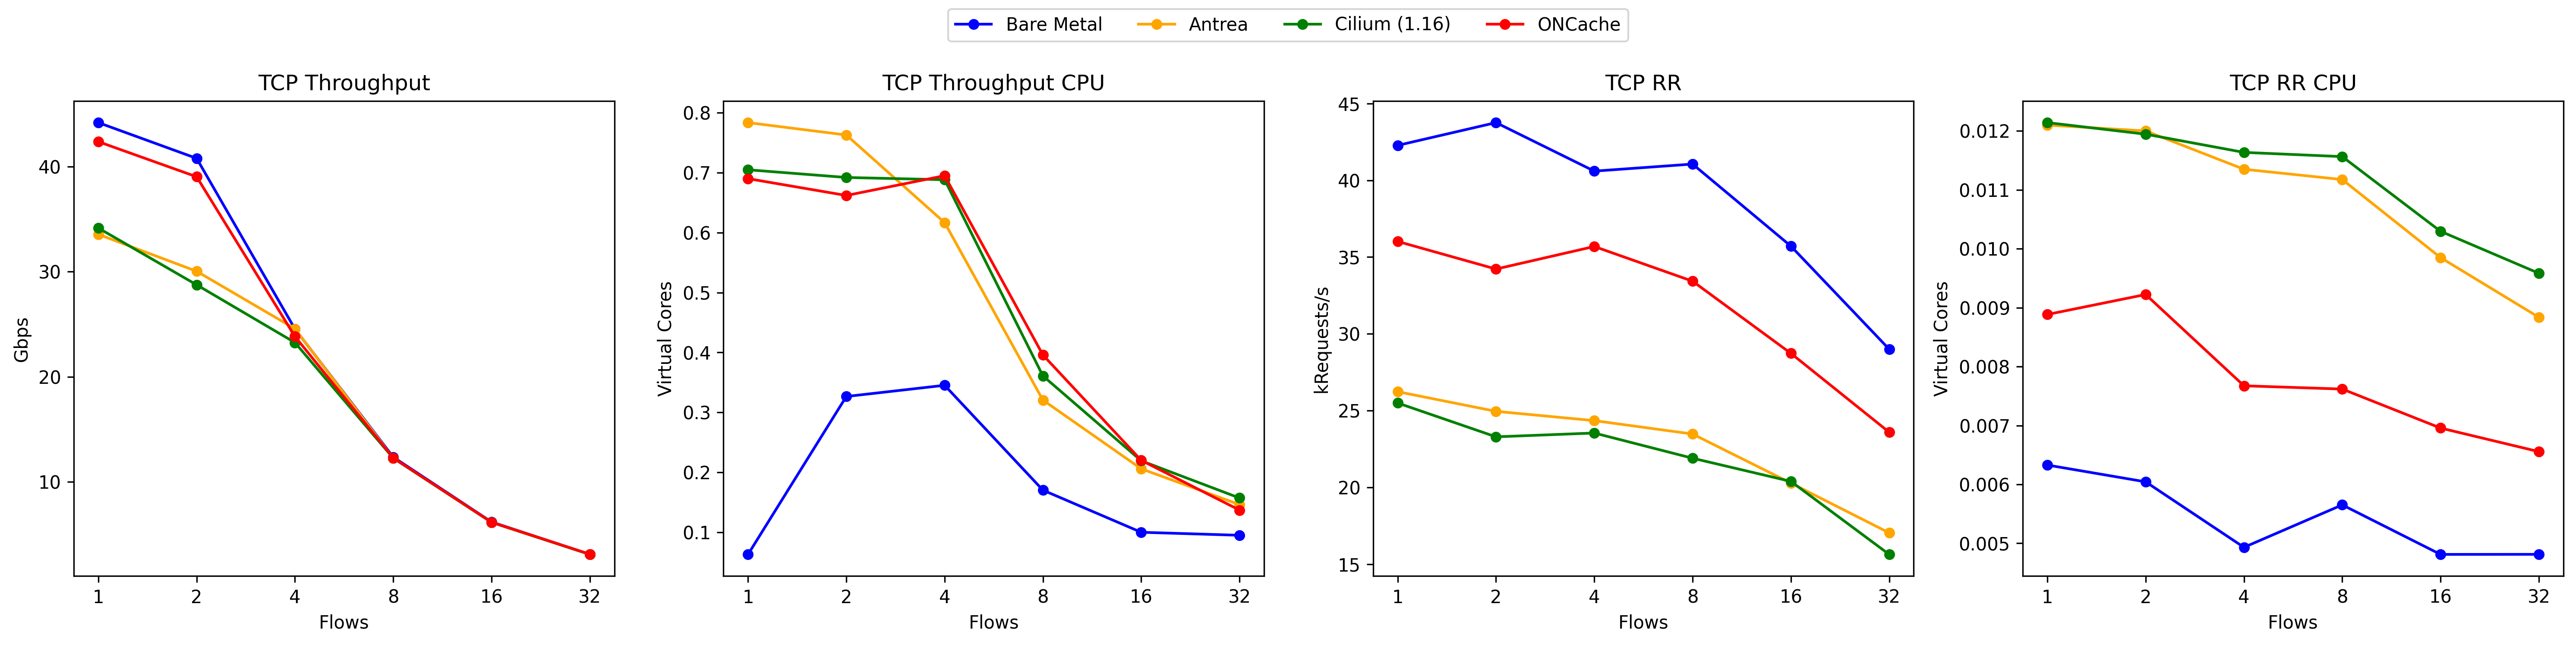 Bare Metal Antrea Cilium (1.16) ONCache
TCP Throughput
40
30
20
10
Gbps
1 2 4 8 16 32
Flows
TCP Throughput CPU
0.8
0.7
0.6
0.5
0.4
0.3
0.2
0.1
Virtual Cores
1 2 4 8 16 32
Flows
TCP RR
45
40
35
30
25
20
15
kRequests/s
1 2 4 8 16 32
Flows
TCP RR CPU
0.012
0.011
0.010
0.009
0.008
0.007
0.006
0.005
Virtual Cores
1 2 4 8 16 32
Flows